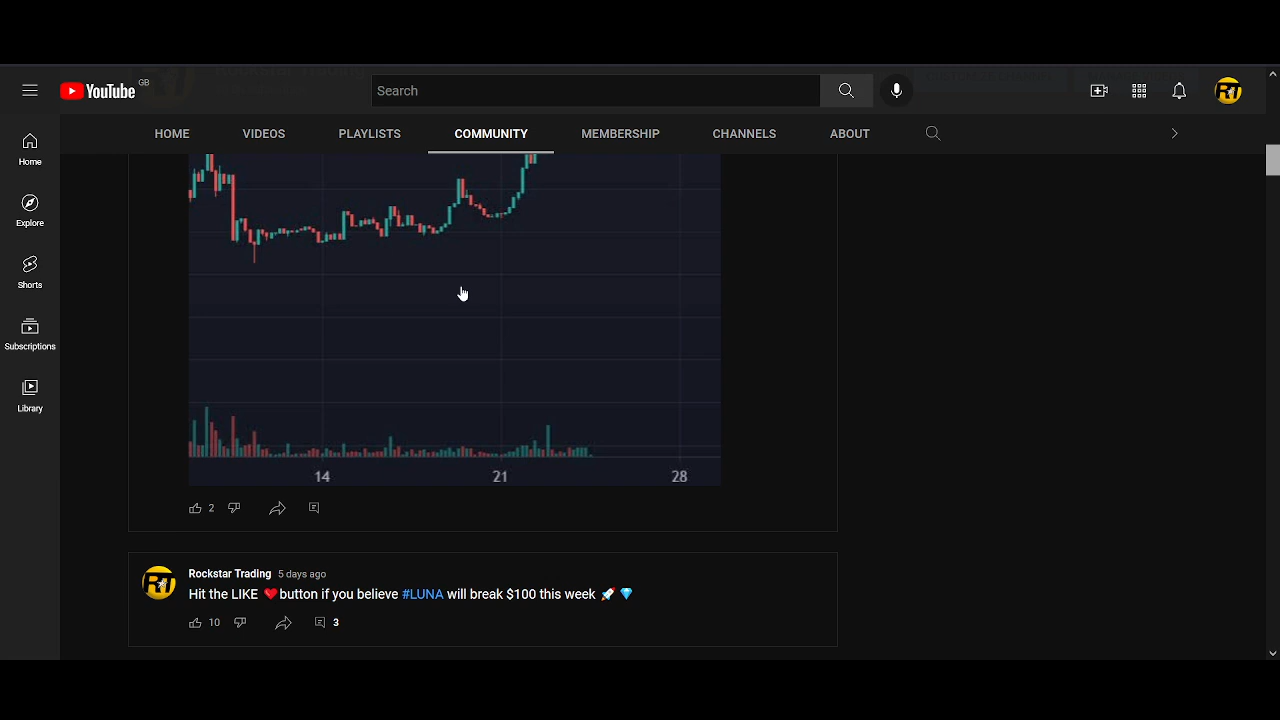 YouTube GB
Search
HOME VIDEOS PLAYLISTS COMMUNITY MEMBERSHIP CHANNELS ABOUT
Home
Explore
Shorts
Subscriptions
Library
14 21 28
2
Rockstar Trading 5 days ago
Hit the LIKE ❤️button if you believe #LUNA will break $100 this week 🚀 💎
10 3